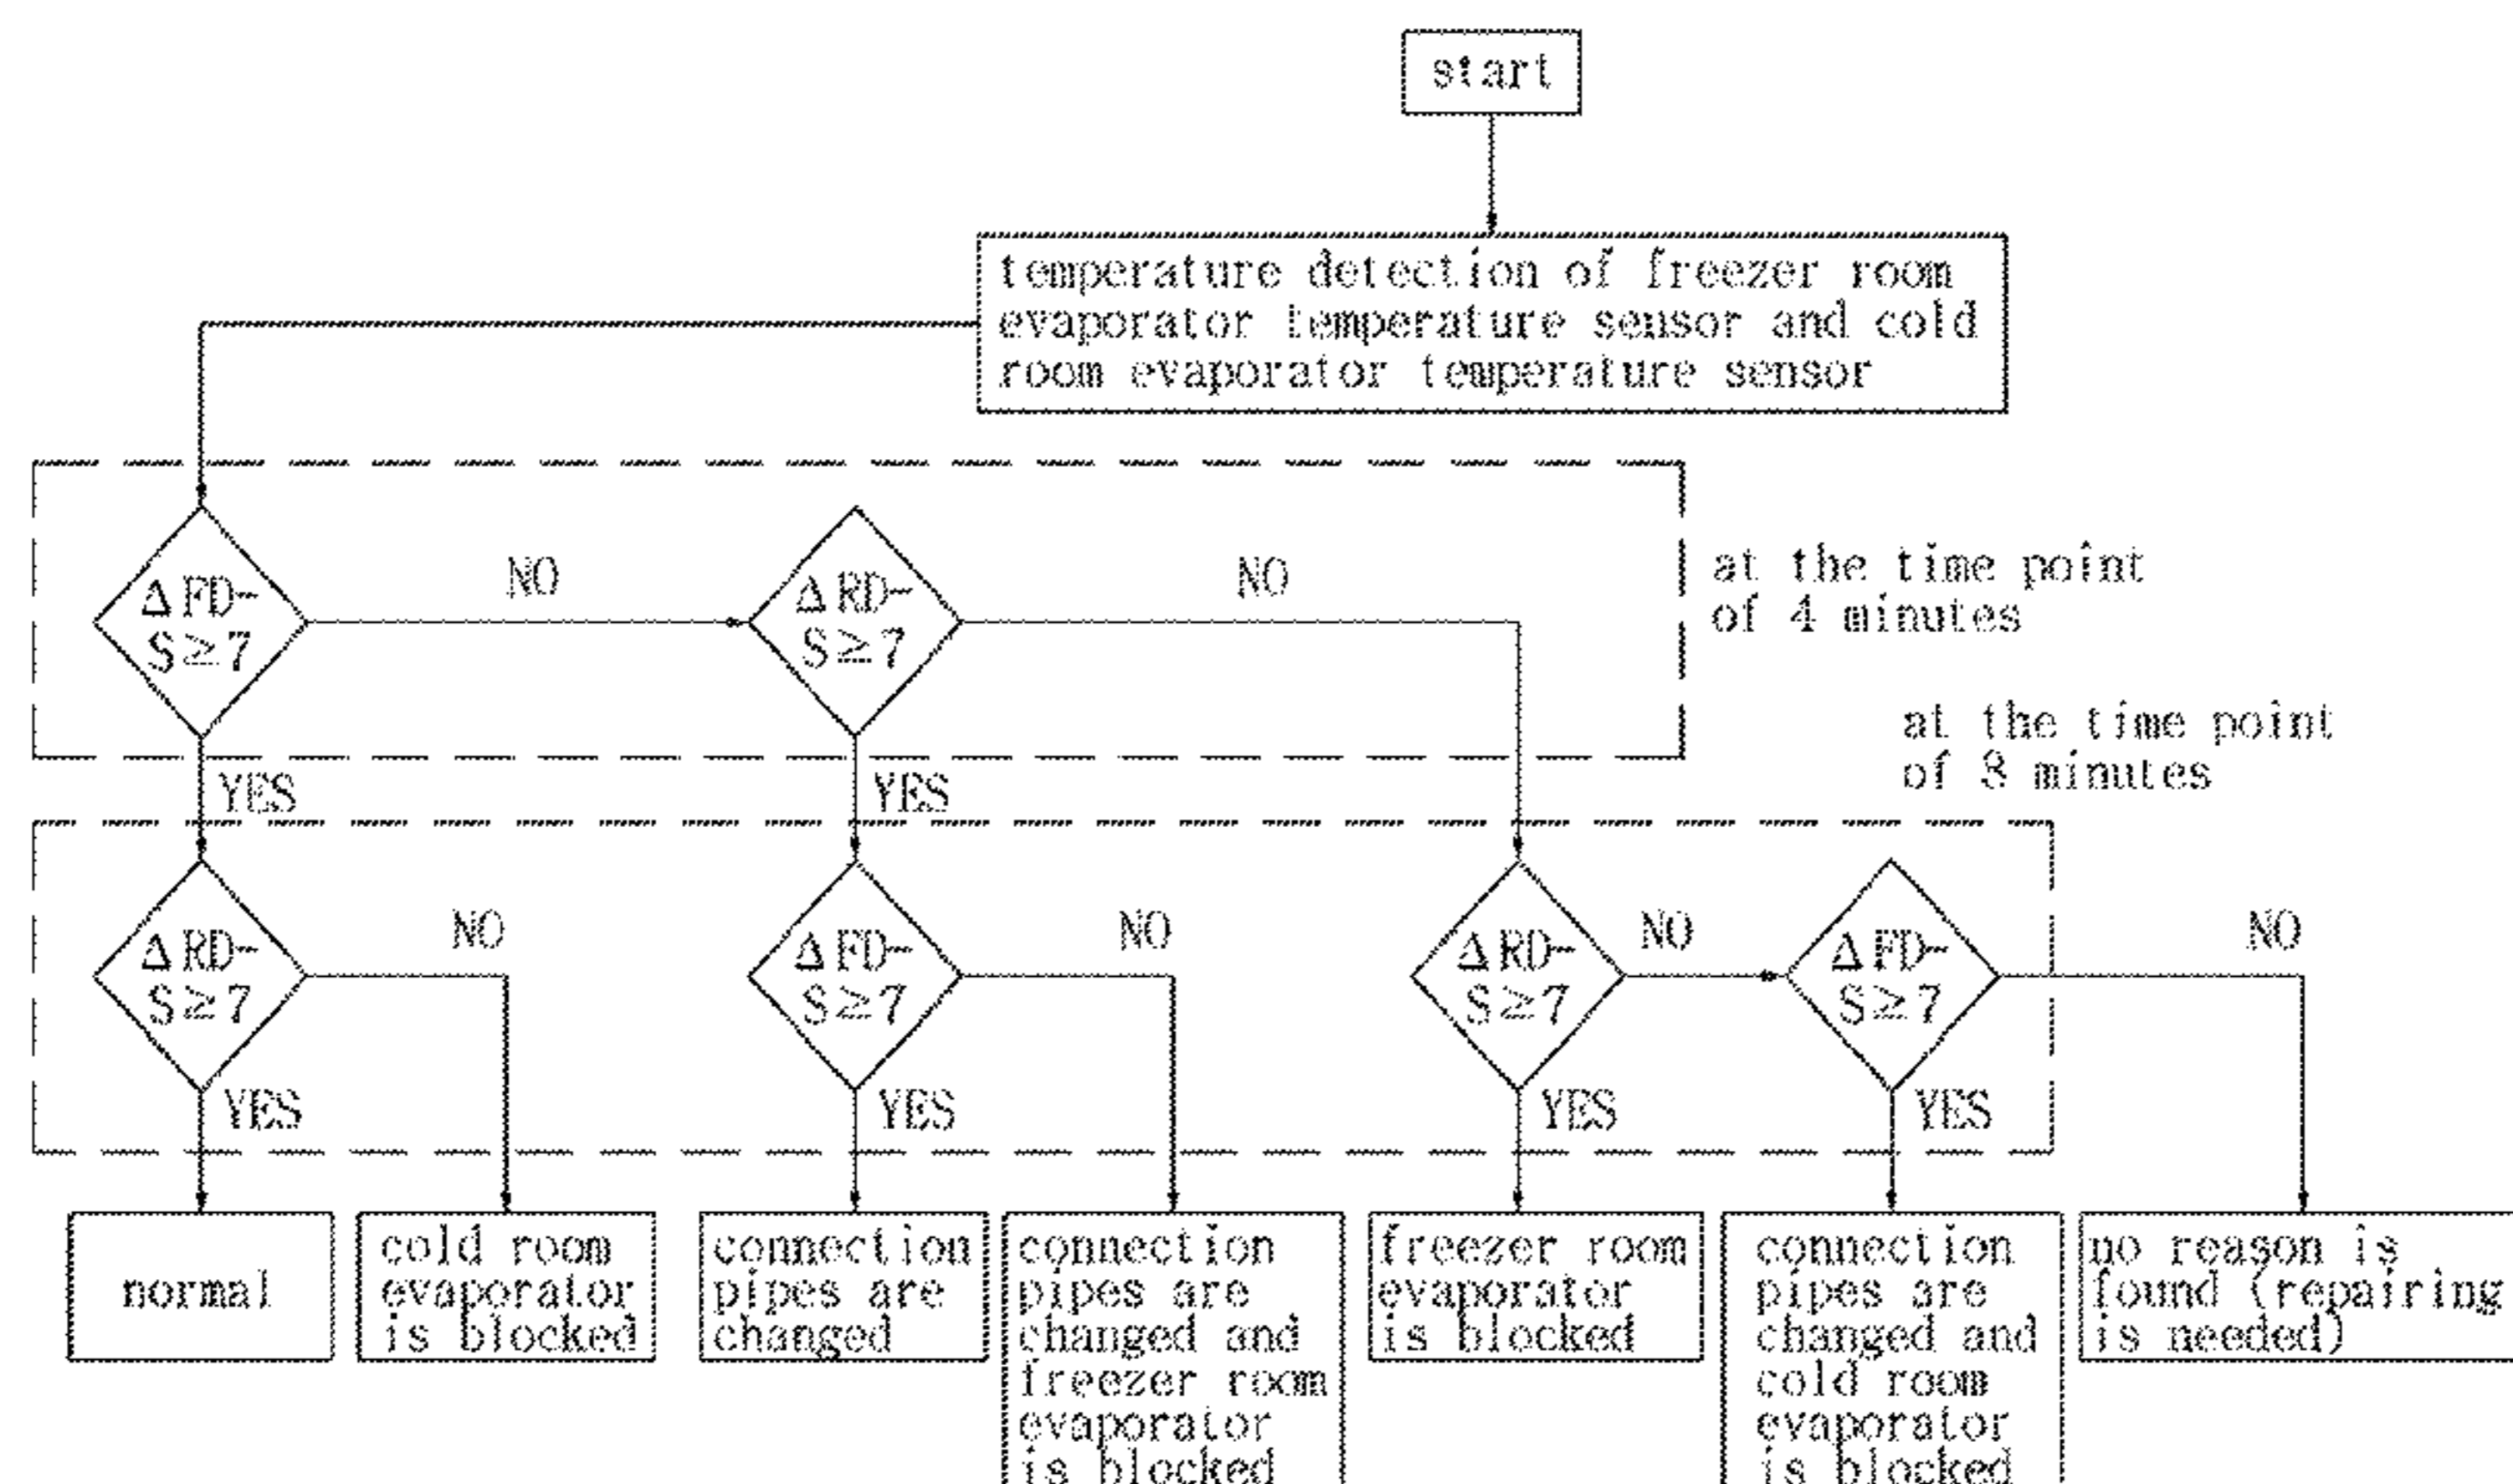 start
temperature detection of freezer room
evaporator temperature sensor and cold
room evaporator temperature sensor
ΔFD-
S≥7
NO
ΔRD-
S≥7
NO
at the time point
of 4 minutes
at the time point
of 8 minutes
YES
YES
ΔRD-
S≥7
NO
ΔFD-
S≥7
NO
ΔRD-
S≥7
NO
ΔFD-
S≥7
NO
YES
YES
YES
YES
normal
cold room
evaporator
is blocked
connection
pipes are
changed
connection
pipes are
changed and
freezer room
evaporator
is blocked
freezer room
evaporator
is blocked
connection
pipes are
changed and
cold room
evaporator
is blocked
no reason is
found (repairing
is needed)